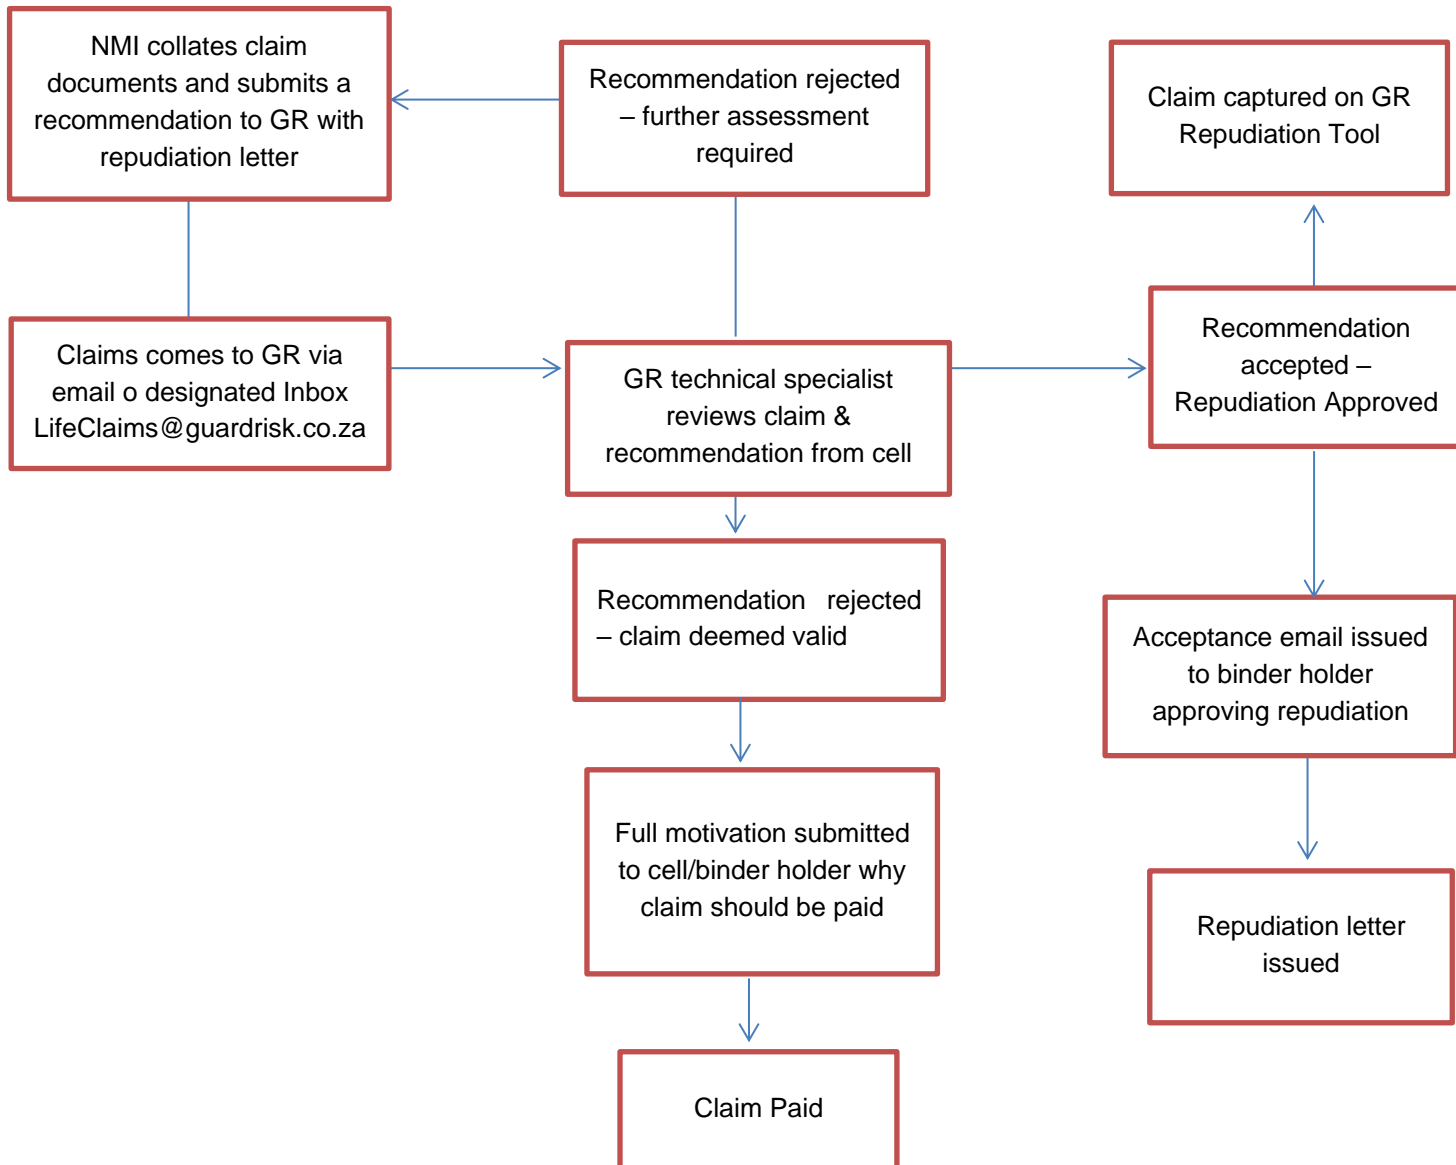 NMI collates claim
documents and submits a
recommendation to GR with
repudiation letter
Recommendation rejected
– further assessment
required
Claim captured on GR
Repudiation Tool
Claims comes to GR via
email o designated Inbox
LifeClaims@guardrisk.co.za
GR technical specialist
reviews claim &
recommendation from cell
Recommendation
accepted –
Repudiation Approved
Recommendation rejected
– claim deemed valid
Acceptance email issued
to binder holder
approving repudiation
Full motivation submitted
to cell/binder holder why
claim should be paid
Repudiation letter
issued
Claim Paid